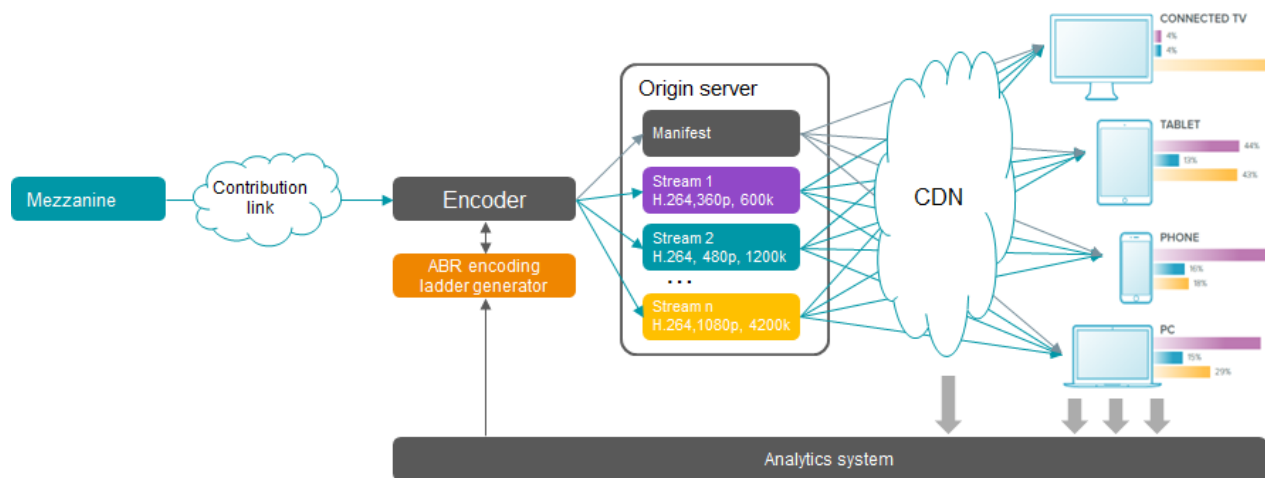 Mezzanine
Contribution
link
Encoder
ABR encoding
ladder generator
Origin server
Manifest
Stream 1
H.264,360p, 600k
Stream 2
H.264, 480p, 1200k
...
Stream n
H.264,1080p, 4200k
CDN
CONNECTED TV
4%
4%
TABLET
44%
13%
43%
PHONE
16%
18%
PC
15%
29%
Analytics system